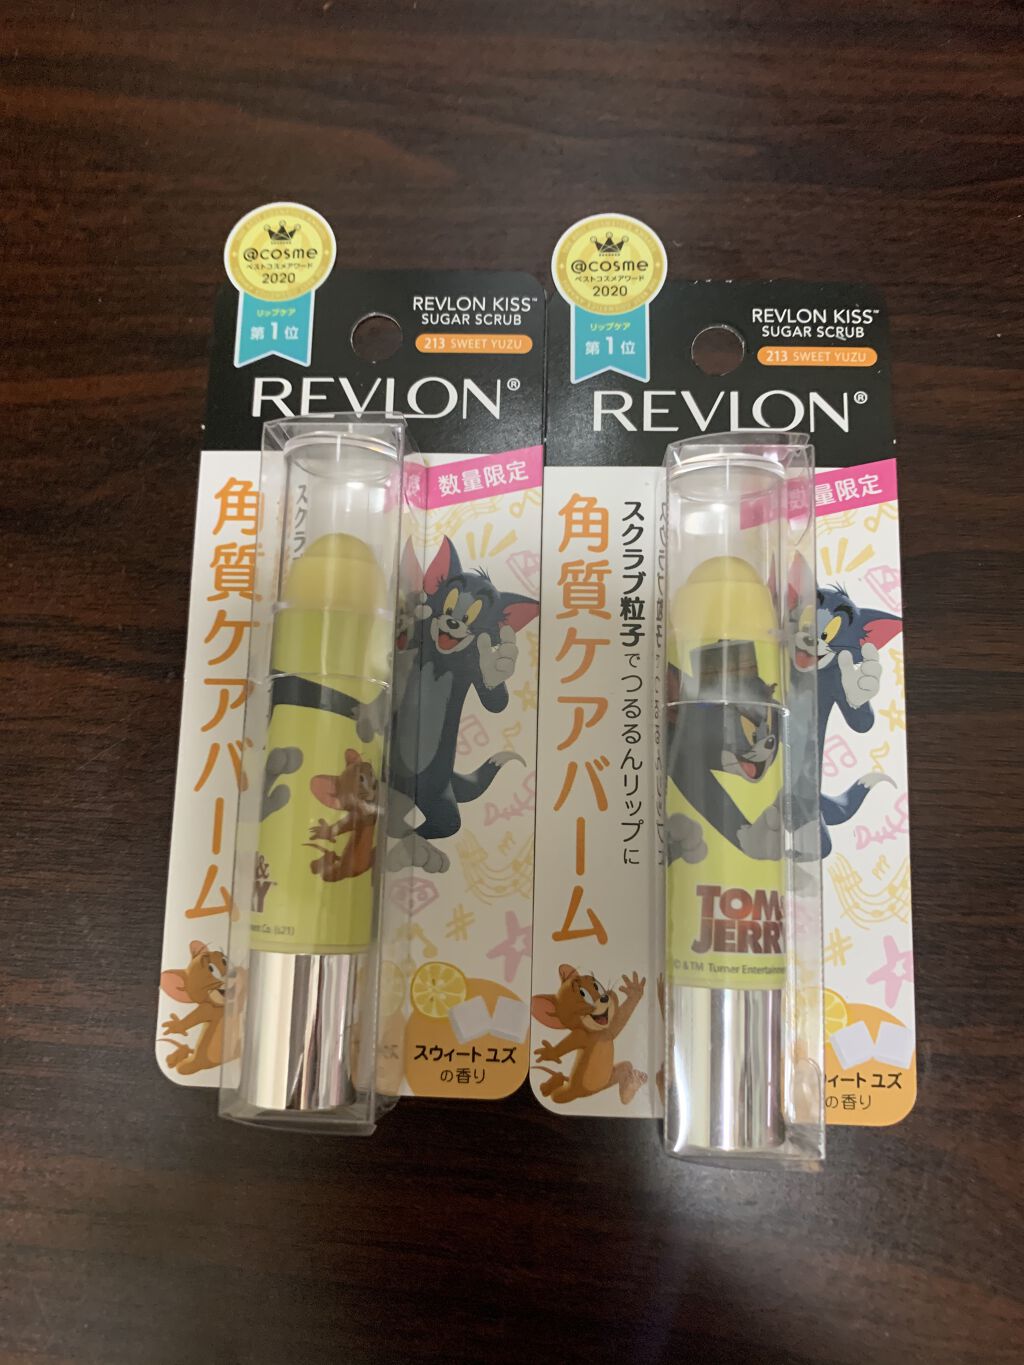 @cosme
ベストコスメアワード
2020
リップケア
第1位
REVLON KISS™
SUGAR SCRUB
213 SWEET YUZU
REVLON®
数量限定
角質ケアバーム
スクラブ
&
Y™
スウィート ユズ
の香り
@cosme
ベストコスメアワード
2020
リップケア
第1位
REVLON KISS™
SUGAR SCRUB
213 SWEET YUZU
REVLON®
数量限定
スクラブ粒子でつるるんリップに
角質ケアバーム
TOM&
JERRY
© & TM Turner Entertainme
ィート ユズ
の香り